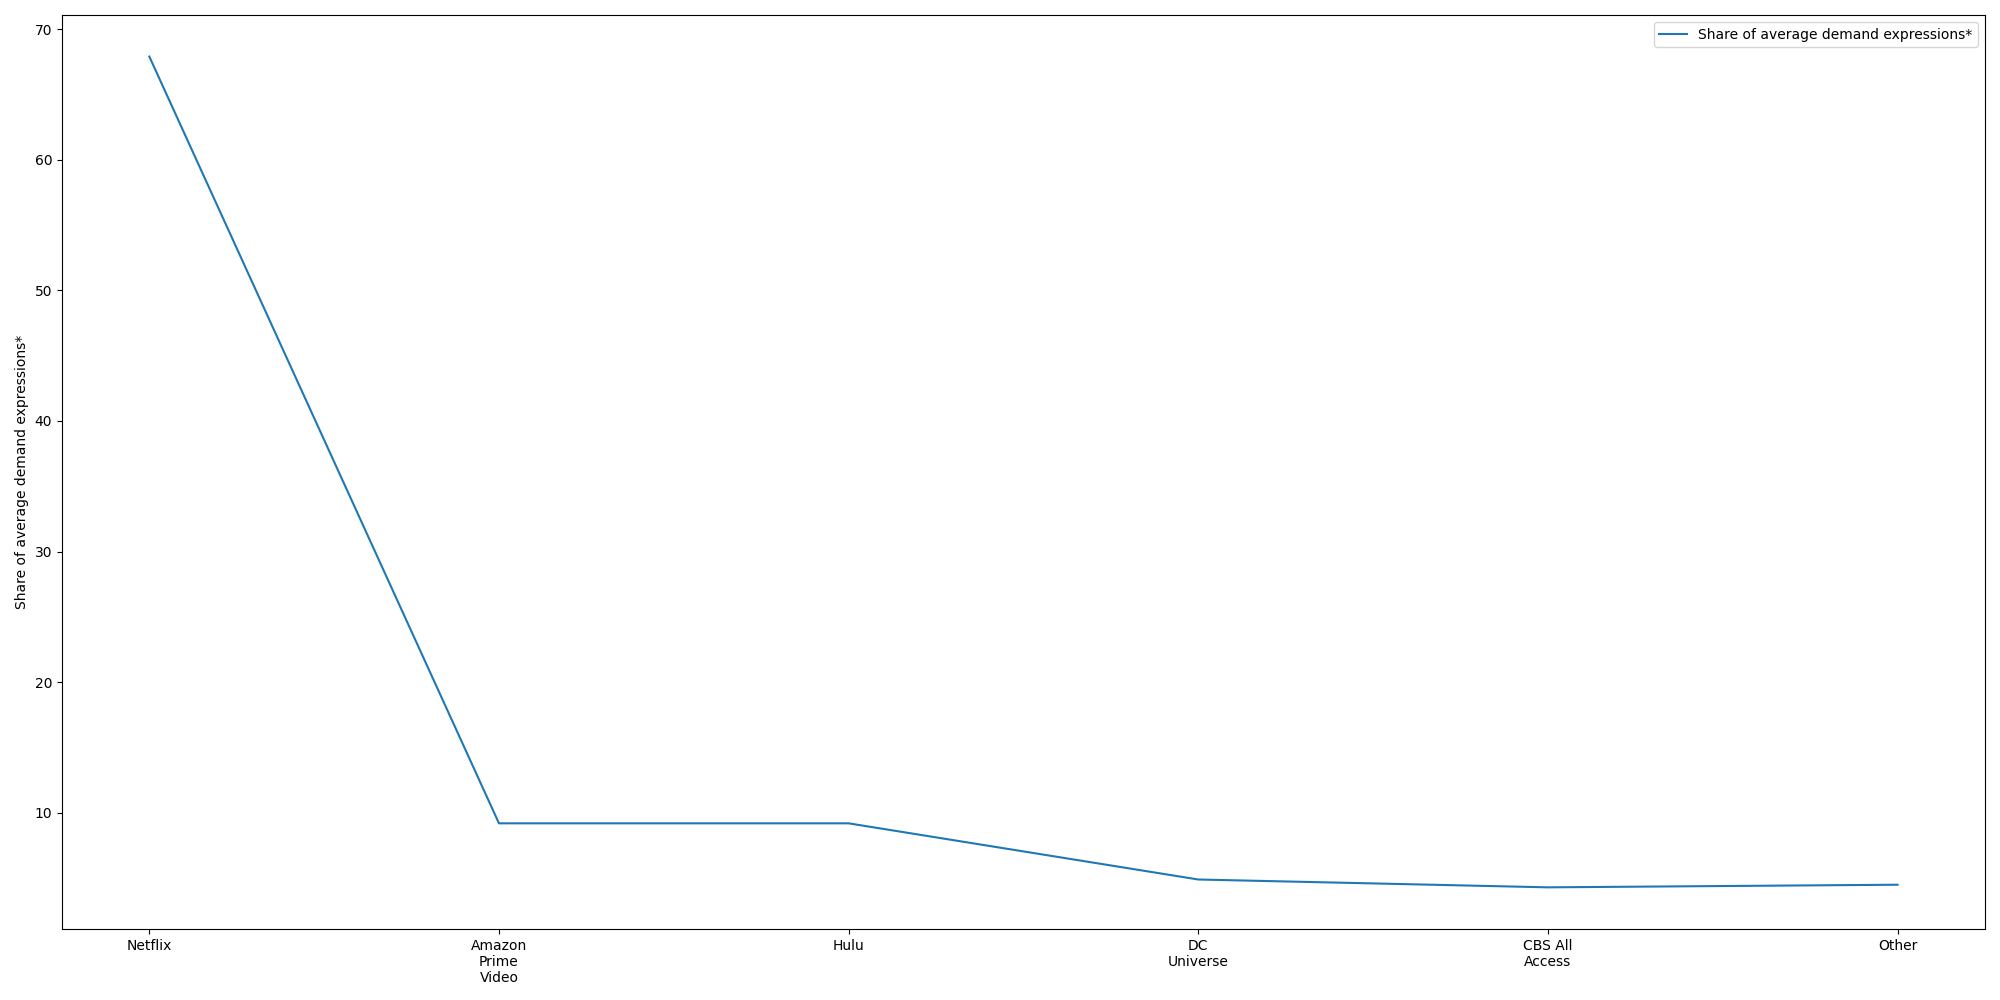 Share of average demand expressions*
70
60
50
40
30
20
10
Share of average demand expressions*
Netflix
Amazon
Prime
Video
Hulu
DC
Universe
CBS All
Access
Other